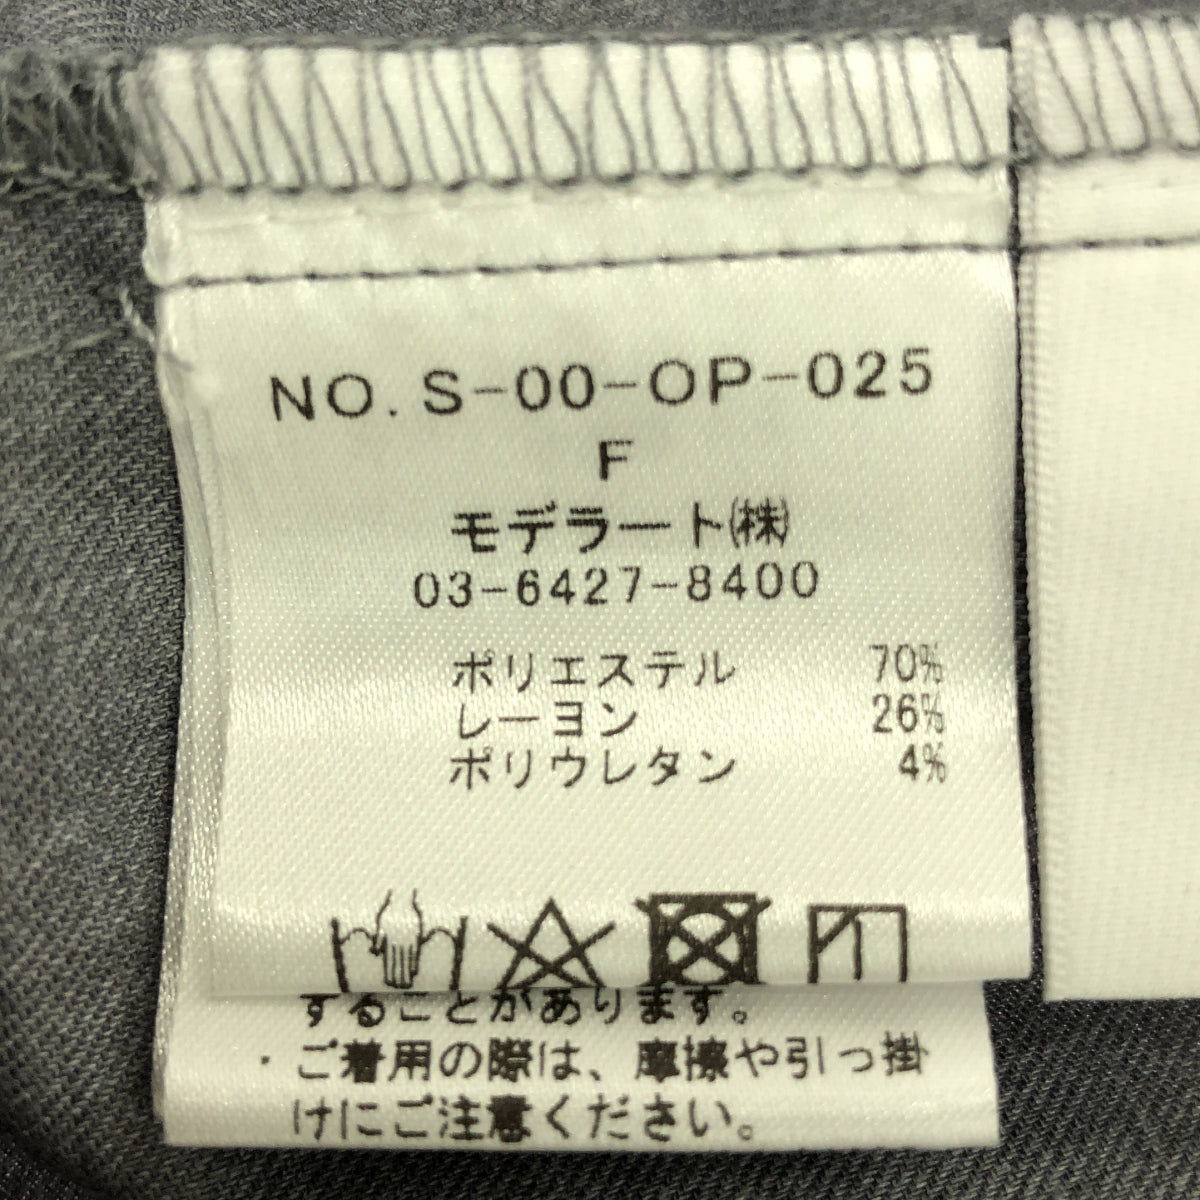 NO. S-00-OP-025
F
モデラート㈱
03-6427-8400
ポリエステル 70%
レーヨン 26%
ポリウレタン 4%
することがあります。
・ご着用の際は、摩擦や引っ掛
けにご注意ください。